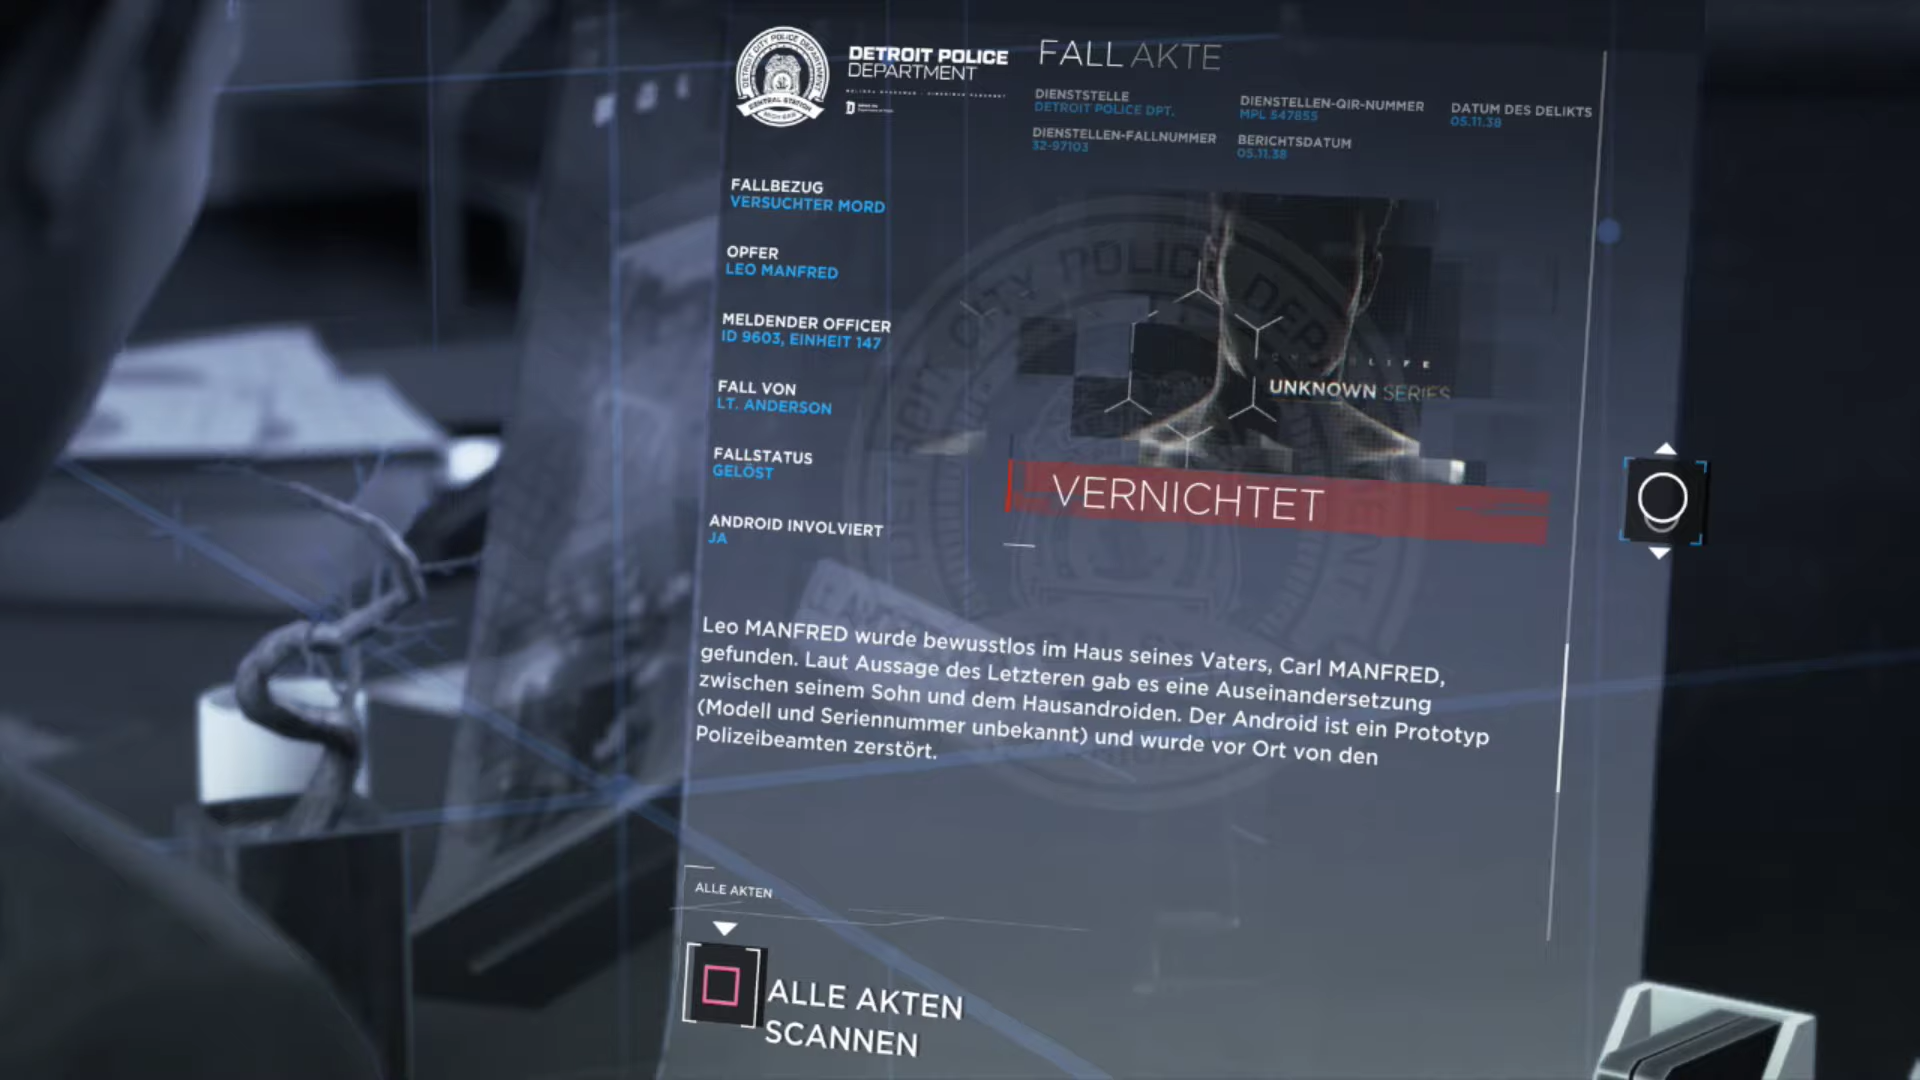 DETROIT POLICE
DEPARTMENT
FALLAKTE
DIENSTSTELLE
DETROIT POLICE DPT.
DIENSTELLEN-QIR-NUMMER
MPL 547855
DATUM DES DELIKTS
05.11.38
DIENSTELLEN-FALLNUMMER
32-97103
BERICHTSDATUM
05.11.38
FALLBEZUG
VERSUCHTER MORD
OPFER
LEO MANFRED
MELDENDER OFFICER
ID 9603, EINHEIT 147
FALL VON
LT. ANDERSON
FALLSTATUS
GELÖST
ANDROID INVOLVIERT
JA
UNKNOWN SERIES
VERNICHTET
Leo MANFRED wurde bewusstlos im Haus seines Vaters, Carl MANFRED,
gefunden. Laut Aussage des Letzteren gab es eine Auseinandersetzung
zwischen seinem Sohn und dem Hausandroiden. Der Android ist ein Prototyp
(Modell und Seriennummer unbekannt) und wurde vor Ort von den
Polizeibeamten zerstört.
ALLE AKTEN
ALLE AKTEN
SCANNEN